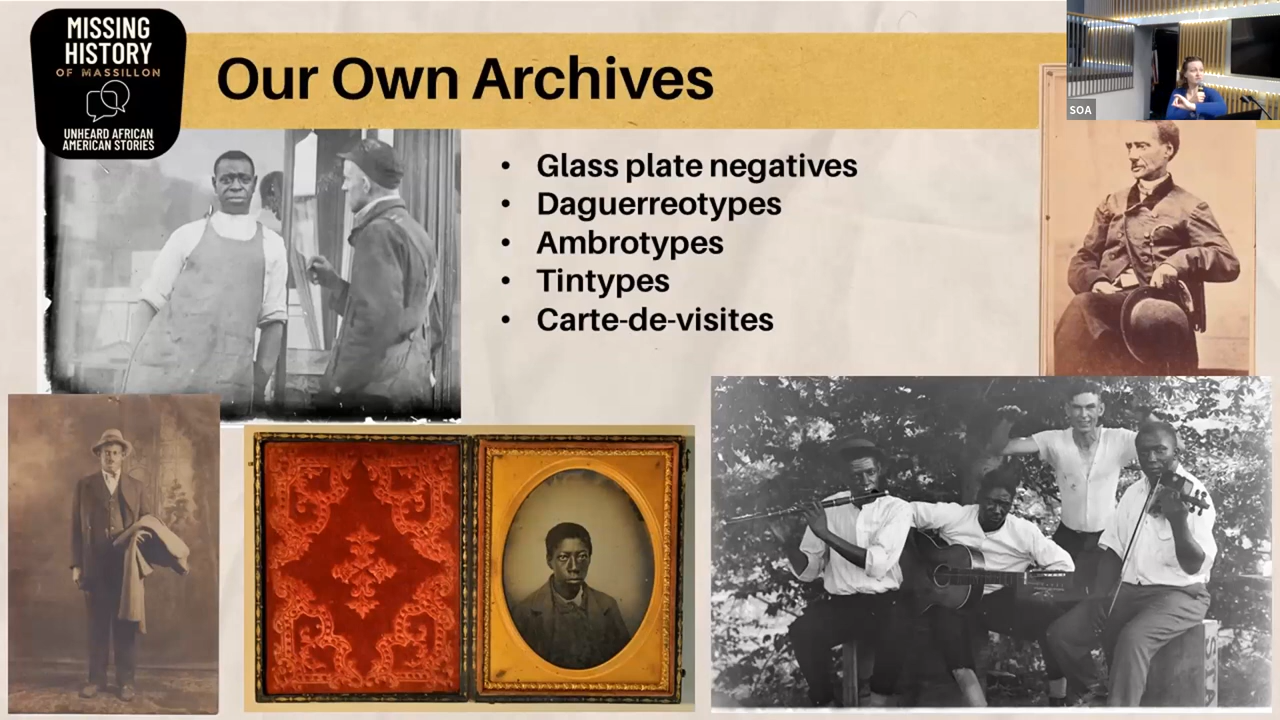 MISSING
HISTORY
OF MASSILLON
UNHEARD AFRICAN
AMERICAN STORIES
Our Own Archives
SOA
• Glass plate negatives
• Daguerreotypes
• Ambrotypes
• Tintypes
• Carte-de-visites